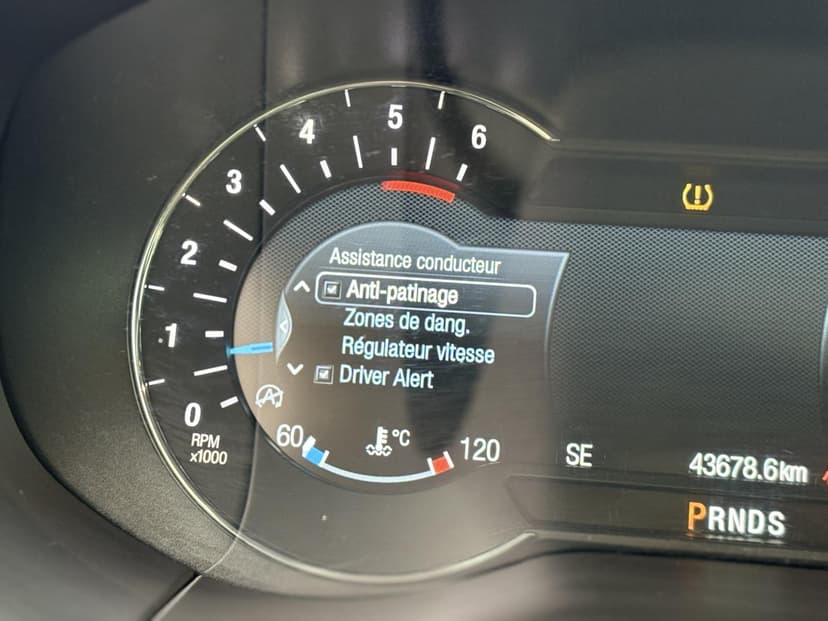 0
1
2
3
4
5
6
RPM
x1000
Assistance conducteur
Anti-patinage
Zones de dang.
Régulateur vitesse
Driver Alert
A
60
°C
120
SE
43678.6km
PRNDS